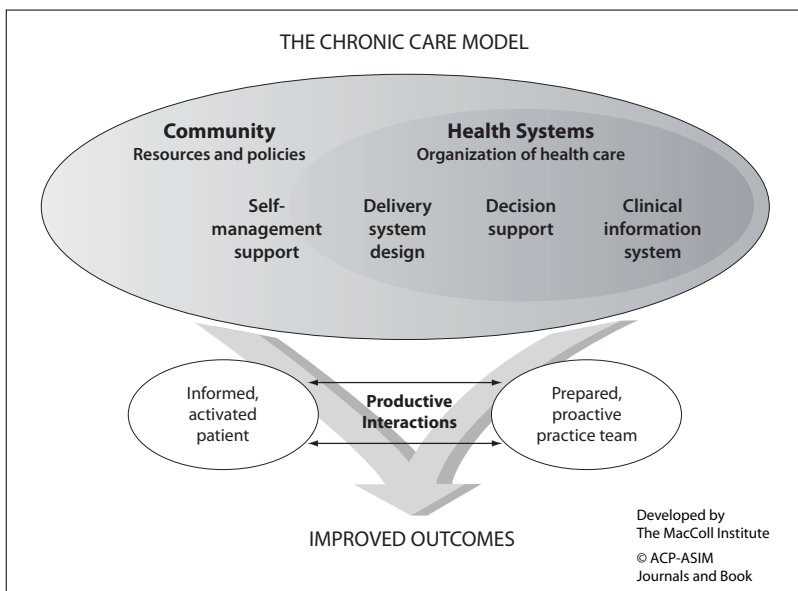 THE CHRONIC CARE MODEL
Community
Resources and policies
Health Systems
Organization of health care
Self-
management
support
Delivery
system
design
Decision
support
Clinical
information
system
Informed,
activated
patient
Productive
Interactions
Prepared,
proactive
practice team
IMPROVED OUTCOMES
Developed by
The MacColl Institute
© ACP-ASIM
Journals and Book